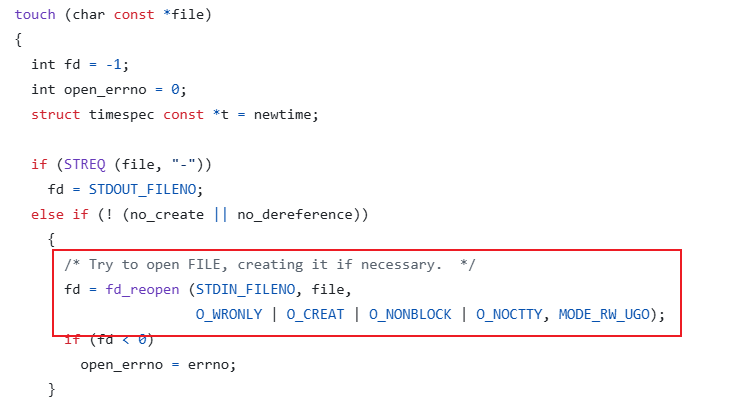 touch (char const *file)
{
  int fd = -1;
  int open_errno = 0;
  struct timespec const *t = newtime;

  if (STREQ (file, "-"))
    fd = STDOUT_FILENO;
  else if (! (no_create || no_dereference))
    {
      /* Try to open FILE, creating it if necessary.  */
      fd = fd_reopen (STDIN_FILENO, file,
                      O_WRONLY | O_CREAT | O_NONBLOCK | O_NOCTTY, MODE_RW_UGO);
      if (fd < 0)
        open_errno = errno;
    }